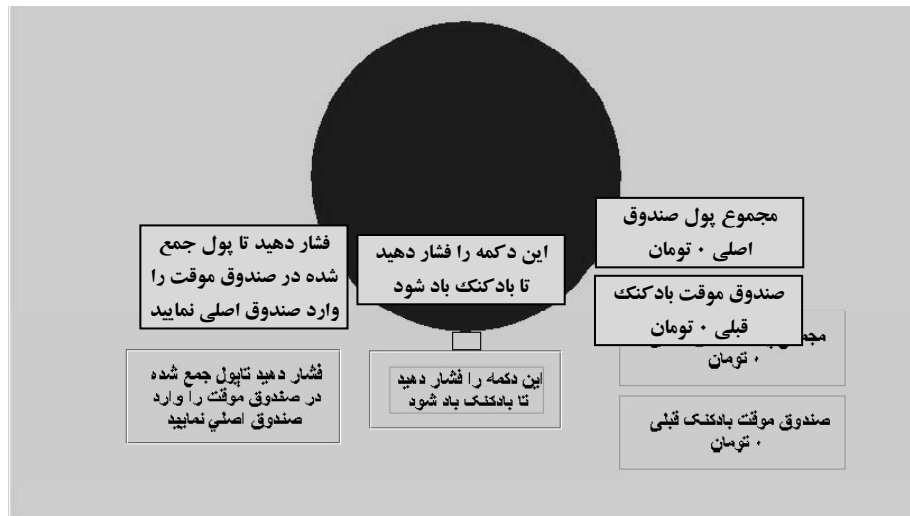 مجموع پول صندوق
اصلی ۰ تومان
صندوق موقت بادکنک
قبلی ۰ تومان
این دکمه را فشار دهید
تا بادکنک باد شود
فشار دهید تا پول جمع
شده در صندوق موقت را
وارد صندوق اصلی نمایید
۰ تومان
صندوق موقت بادکنک قبلی
۰ تومان
این دکمه را فشار دهید
تا بادکنک باد شود
فشار دهید تاپول جمع شده
در صندوق موقت را وارد
صندوق اصلي نمایید